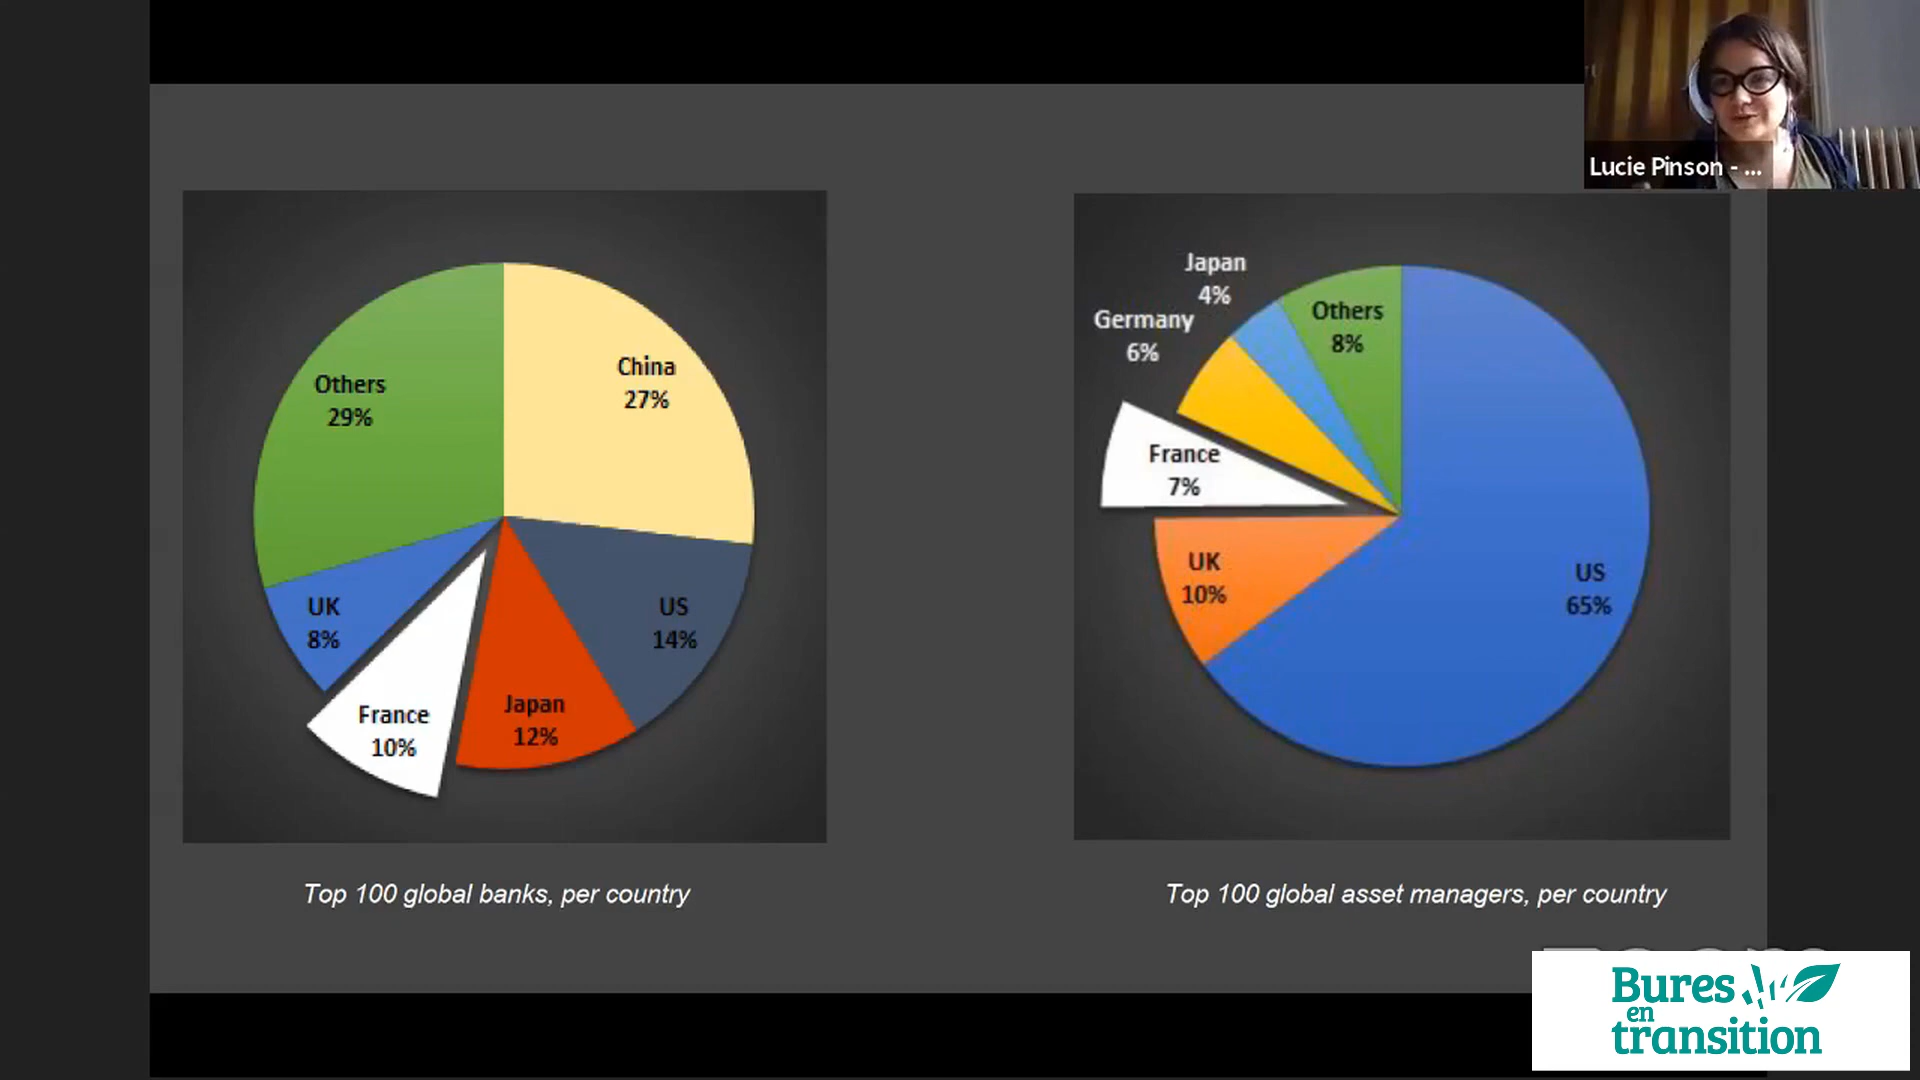 Lucie Pinson - ...
Others
29%
China
27%
UK
8%
US
14%
France
10%
Japan
12%
Top 100 global banks, per country
Japan
4%
Germany
6%
Others
8%
France
7%
UK
10%
US
65%
Top 100 global asset managers, per country
Bures
en
transition